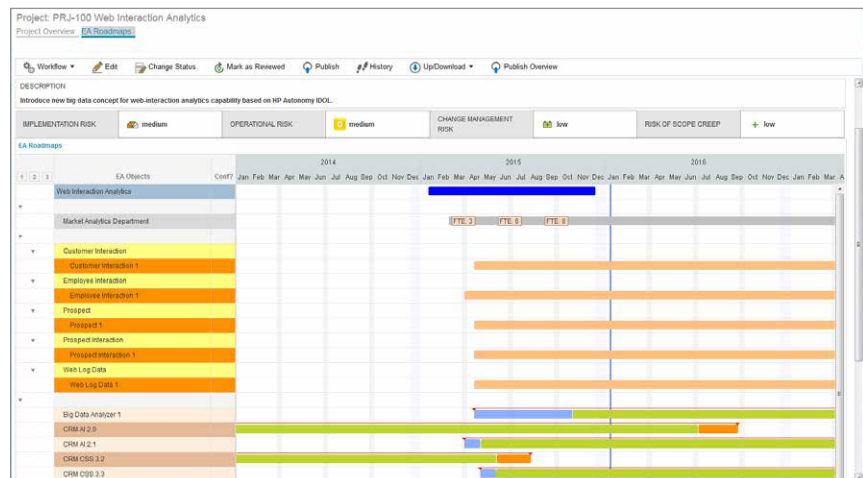 Project: PRJ-100 Web Interaction Analytics
Project Overview EA Roadmaps
Workflow Edit Change Status Mark as Reviewed Publish History Up/Download Publish Overview
DESCRIPTION
Introduce new big data concept for web-interaction analytics capability based on HP Autonomy IDOL.
IMPLEMENTATION RISK medium OPERATIONAL RISK medium CHANGE MANAGEMENT RISK low RISK OF SCOPE CREEP low
EA Roadmaps
2014 2015 2016
1 2 3 EA Objects Conf? Jan Feb Mar Apr May Jun Jul Aug Sep Oct Nov Dec Jan Feb Mar Apr May Jun Jul Aug Sep Oct Nov Dec Jan Feb Mar Apr May Jun Jul Aug Sep Oct Nov Dec Jan Feb Mar A
Web Interaction Analytics
Market Analytics Department FTE: 3 FTE: 6 FTE: 8
Customer Interaction
Customer Interaction 1
Employee Interaction
Employee Interaction 1
Prospect
Prospect 1
Prospect Interaction
Prospect Interaction 1
Web Log Data
Web Log Data 1
Big Data Analyzer 1
CRM AI 2.0
CRM AI 2.1
CRM CSS 3.2
CRM CSS 3.3